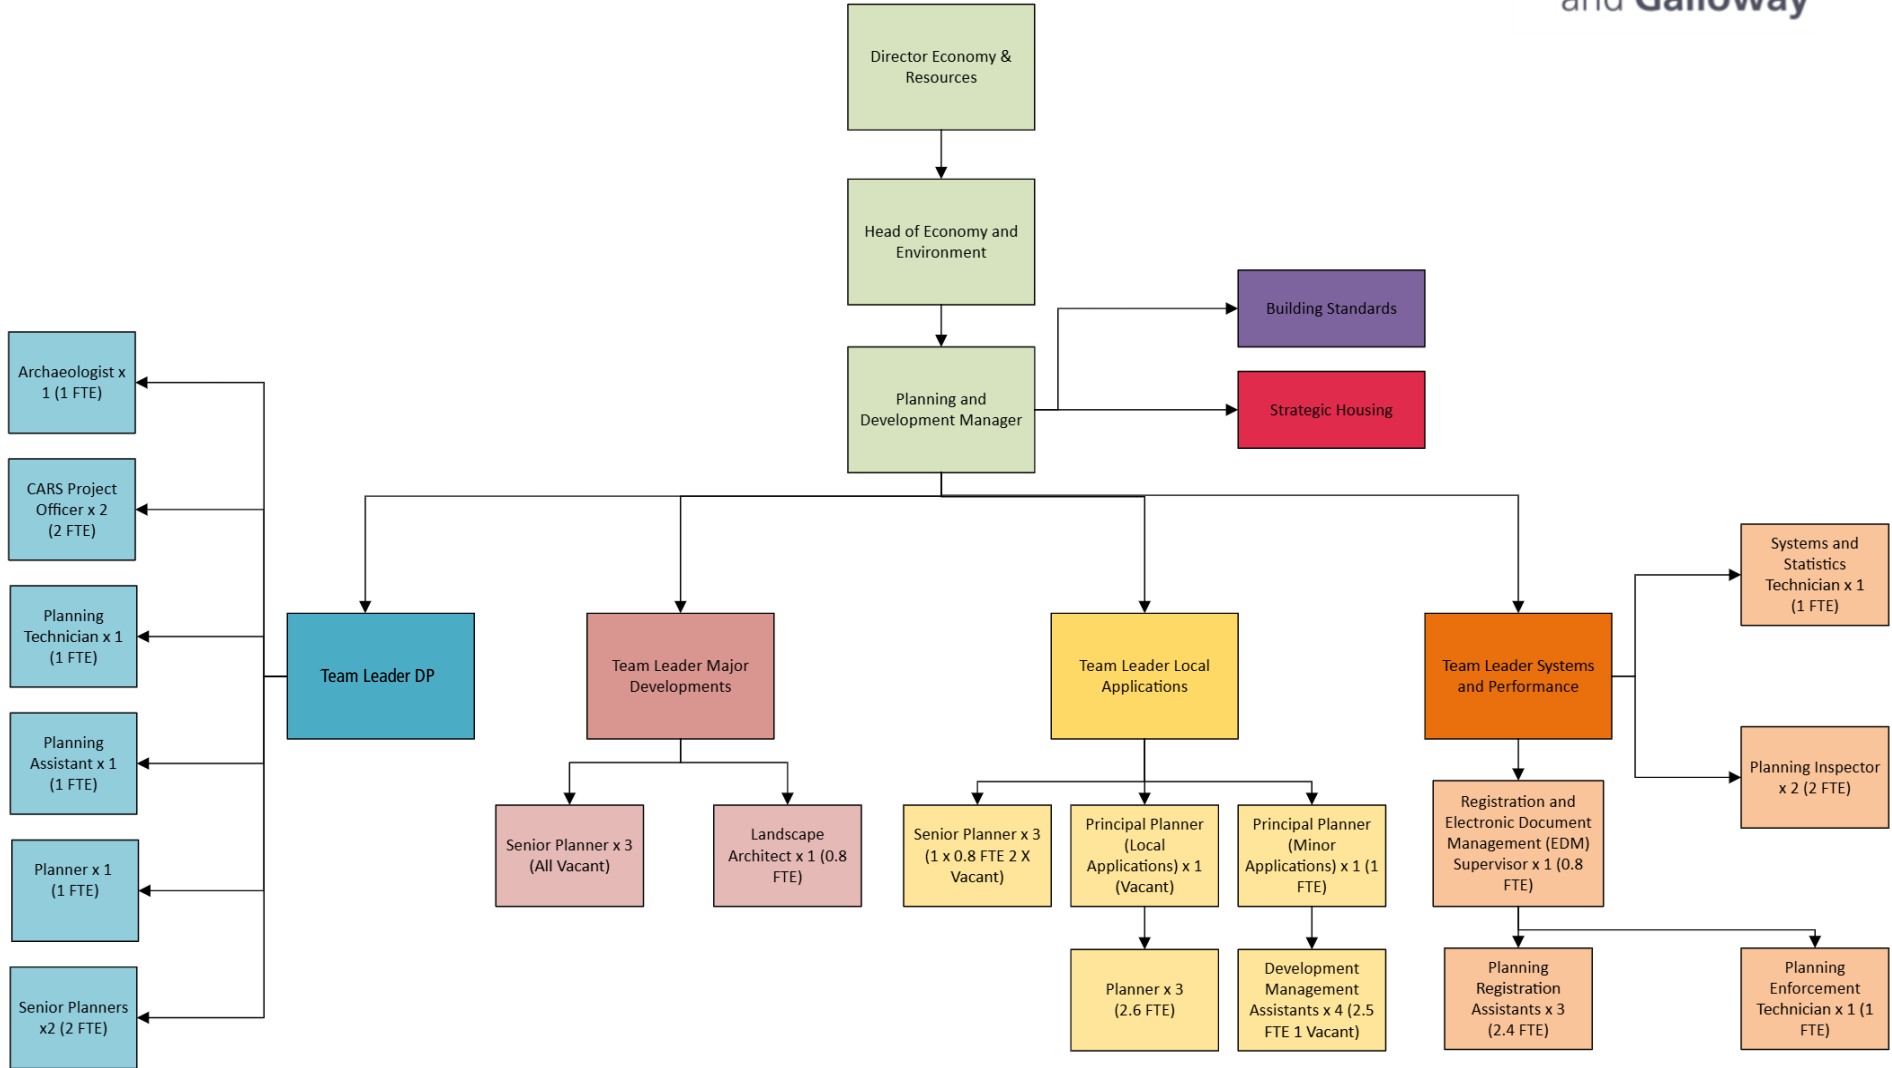 and Galloway
Director Economy &
Resources
Head of Economy and
Environment
Building Standards
Planning and
Development Manager
Strategic Housing
Archaeologist x
1 (1 FTE)
CARS Project
Officer x 2
(2 FTE)
Planning
Technician x 1
(1 FTE)
Planning
Assistant x 1
(1 FTE)
Planner x 1
(1 FTE)
Senior Planners
x2 (2 FTE)
Team Leader DP
Team Leader Major
Developments
Senior Planner x 3
(All Vacant)
Landscape
Architect x 1 (0.8
FTE)
Team Leader Local
Applications
Senior Planner x 3
(1 x 0.8 FTE 2 X
Vacant)
Principal Planner
(Local
Applications) x 1
(Vacant)
Principal Planner
(Minor
Applications) x 1 (1
FTE)
Planner x 3
(2.6 FTE)
Development
Management
Assistants x 4 (2.5
FTE 1 Vacant)
Team Leader Systems
and Performance
Systems and
Statistics
Technician x 1
(1 FTE)
Planning Inspector
x 2 (2 FTE)
Registration and
Electronic Document
Management (EDM)
Supervisor x 1 (0.8
FTE)
Planning
Registration
Assistants x 3
(2.4 FTE)
Planning
Enforcement
Technician x 1 (1
FTE)